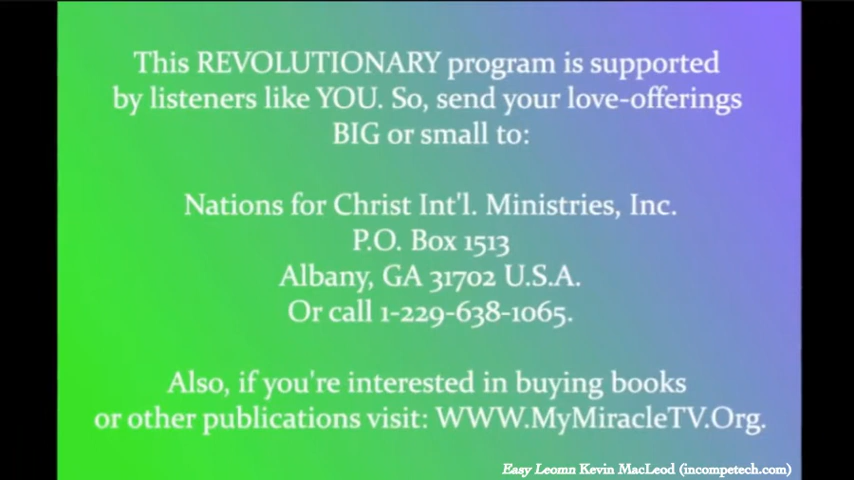 This REVOLUTIONARY program is supported
by listeners like YOU. So, send your love-offerings
BIG or small to:
Nations for Christ Int'l. Ministries, Inc.
P.O. Box 1513
Albany, GA 31702 U.S.A.
Or call 1-229-638-1065.
Also, if you're interested in buying books
or other publications visit: WWW.MyMiracleTV.Org.
Easy Leomn Kevin MacLeod (incompetech.com)